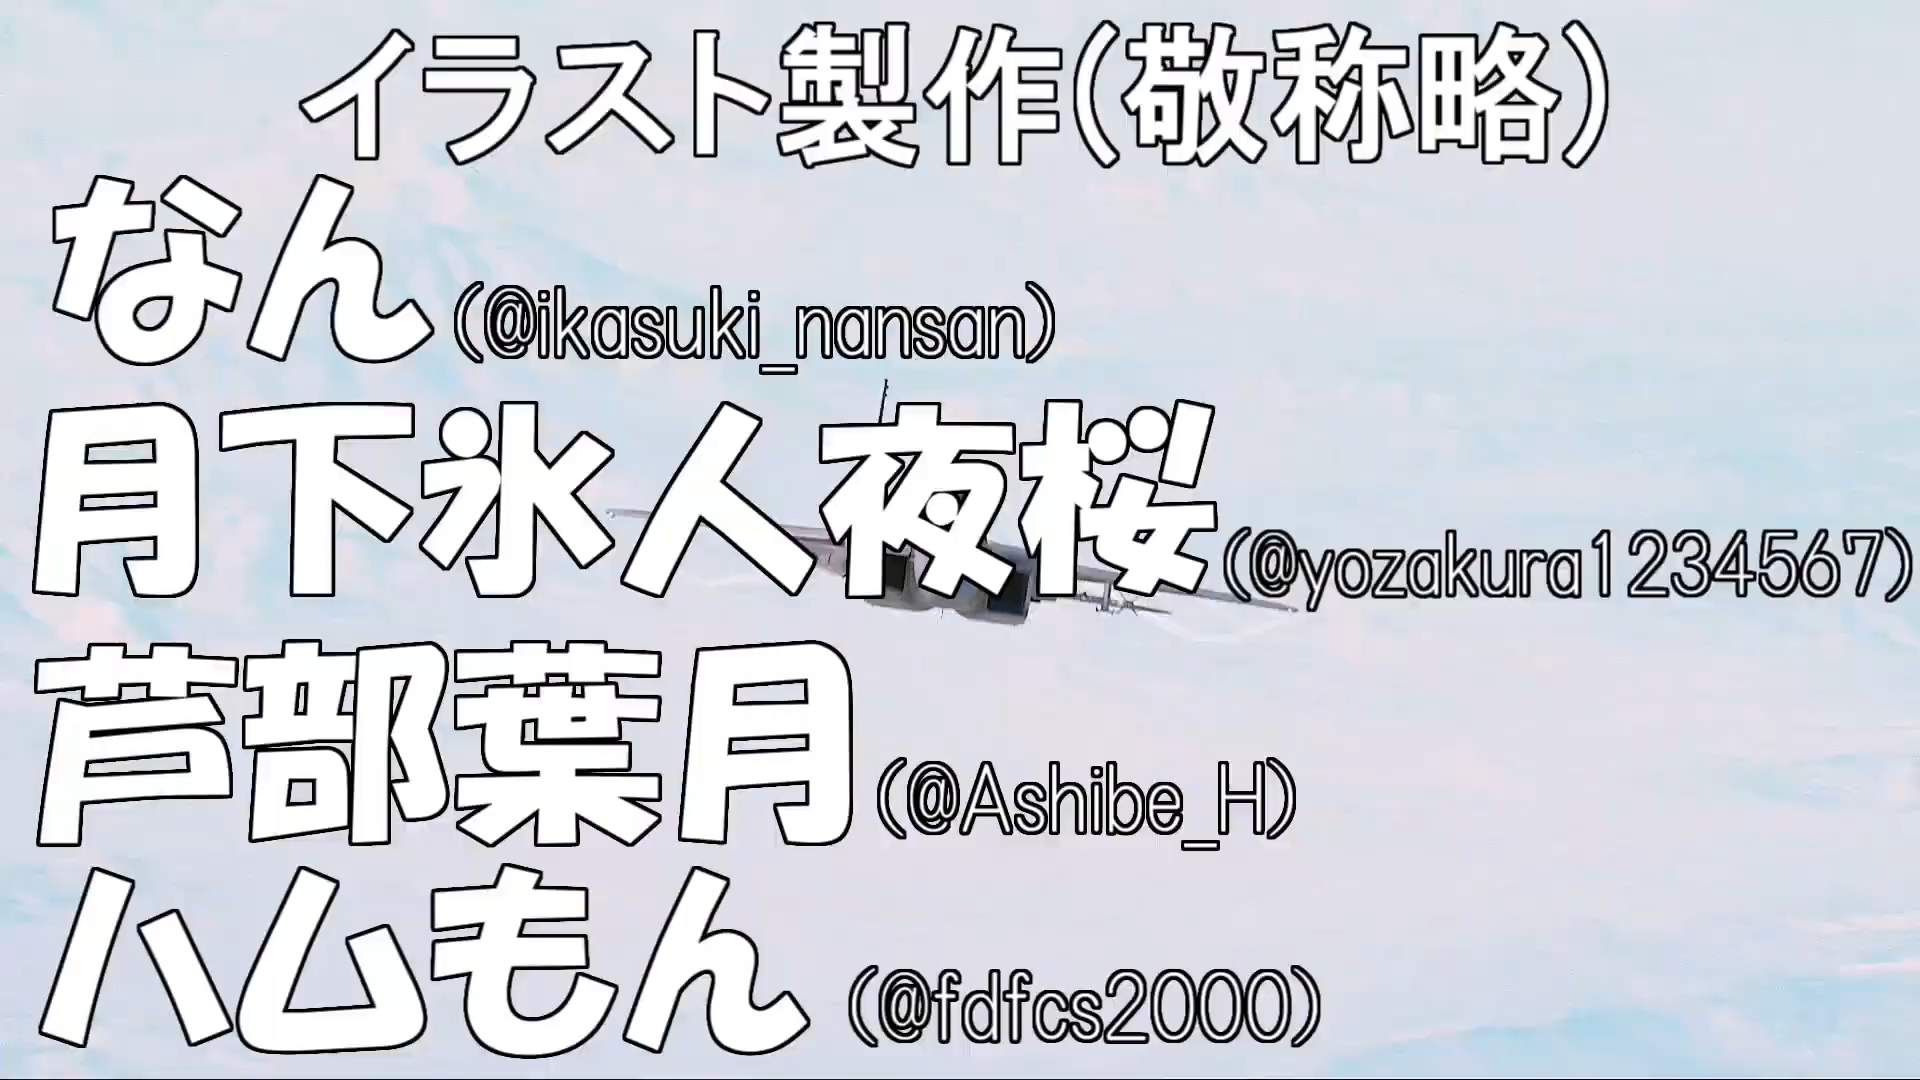 イラスト製作(敬称略)
なん(@ikasuki_nansan)
月下氷人夜桜(@yozakura1234567)
芦部葉月(@Ashibe_H)
ハムもん(@fdfcs2000)